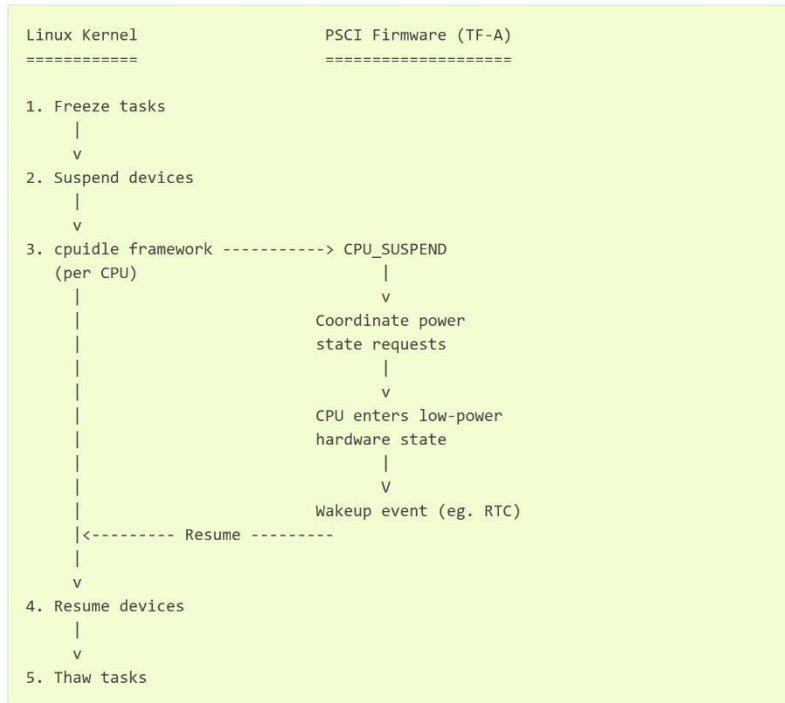 Linux Kernel                    PSCI Firmware (TF-A)
============                    ====================
1. Freeze tasks
     |
     v
2. Suspend devices
     |
     v
3. cpuidle framework -----------> CPU_SUSPEND
   (per CPU)                          |
     |                                v
     |                         Coordinate power
     |                         state requests
     |                                |
     |                                v
     |                         CPU enters low-power
     |                         hardware state
     |                                |
     |                                V
     |                         Wakeup event (eg. RTC)
     |<--------- Resume ---------
     |
     v
4. Resume devices
     |
     v
5. Thaw tasks